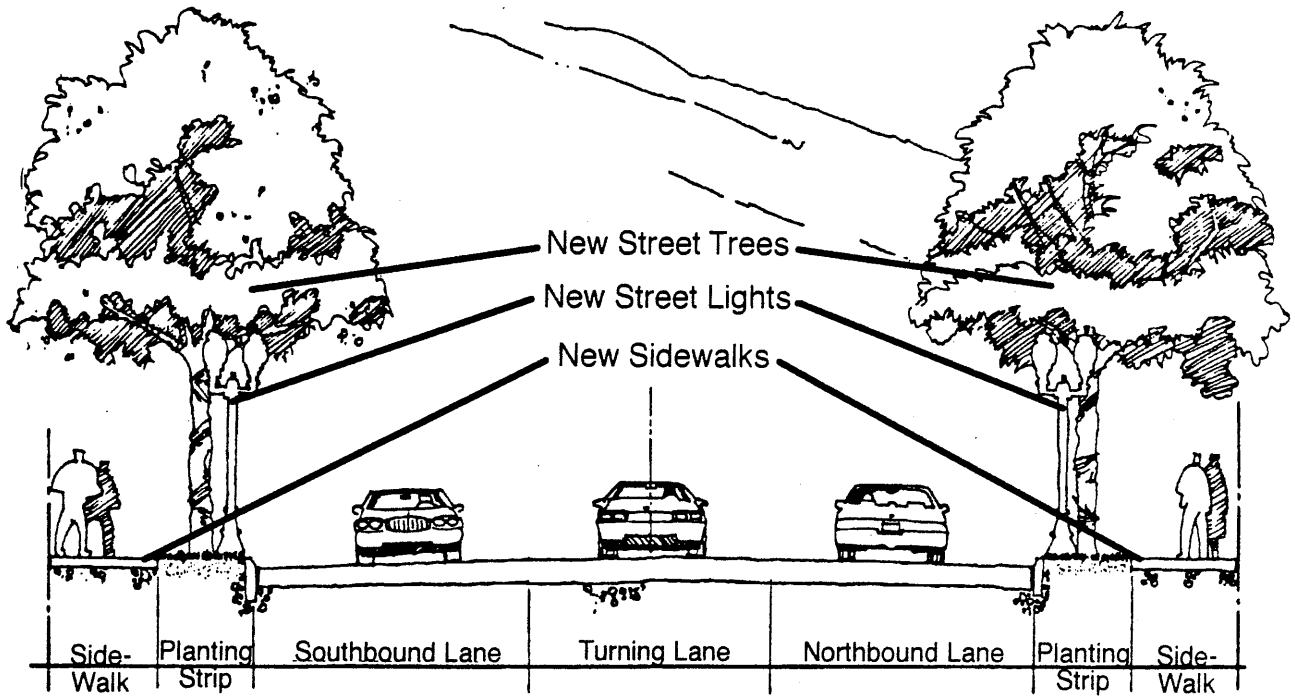 New Street Trees
New Street Lights
New Sidewalks
Side-
Walk
Planting
Strip
Southbound Lane
Turning Lane
Northbound Lane
Planting
Strip
Side-
Walk